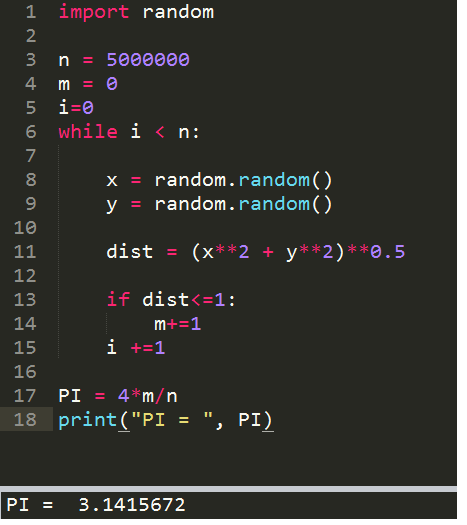 1 import random
2
3 n = 5000000
4 m = 0
5 i=0
6 while i < n:
7
8     x = random.random()
9     y = random.random()
10
11     dist = (x**2 + y**2)**0.5
12
13     if dist<=1:
14         m+=1
15     i +=1
16
17 PI = 4*m/n
18 print("PI = ", PI)
PI =  3.1415672